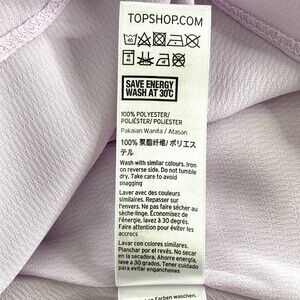 TOPSHOP.COM
SAVE ENERGY
WASH AT 30°C
100% POLYESTER/
POLIÉSTER/ POLIESTER
Pakaian Wanita / Atasan
100% 聚酯纤维/ ポリエス
テル
Wash with similar colours. Iron
on reverse side. Do not tumble
dry. Take care to avoid
snagging
Laver avec des couleurs
similaires. Repasser sur
l'envers. Ne pas faire sécher au
sèche-linge. Économisez de
l'énergie, lavez à 30 degrés.
Faire attention pour éviter les
accrocs
Lavar con colores similares.
Planchar por el revés. No secar
en secadora. Ahorrar energía,
lave a 30 grados. Tener cuidado
para evitar enganchones.
Farben waschen.